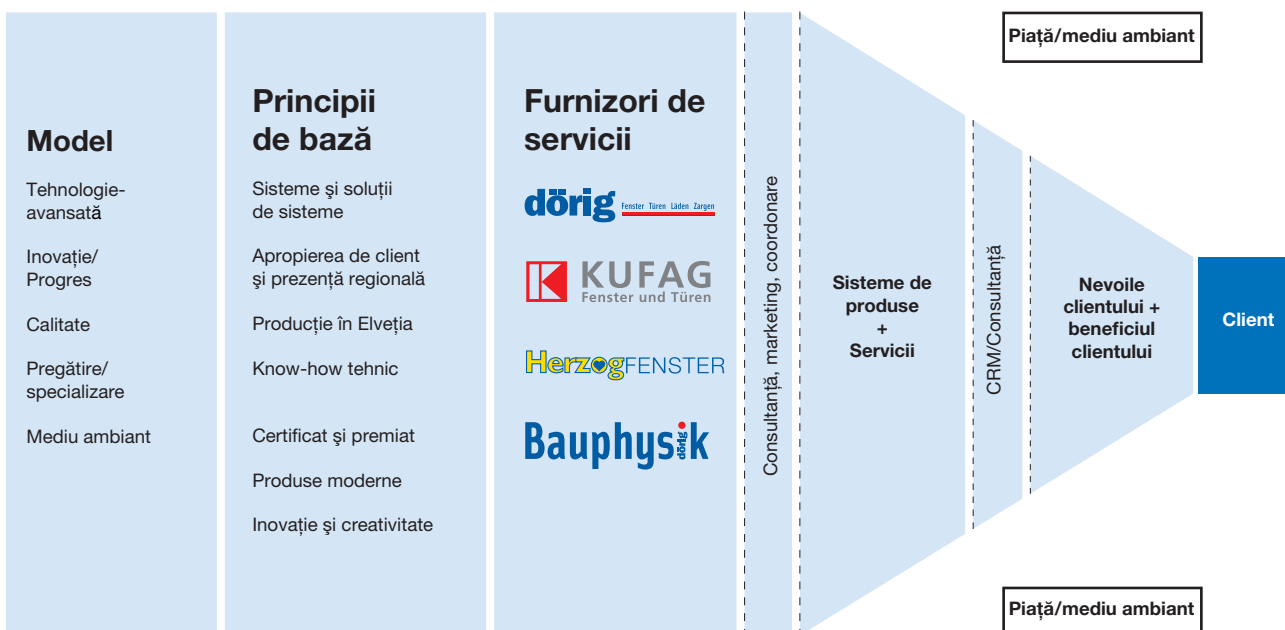 Model
Tehnologie-
avansată
Inovație/
Progres
Calitate
Pregătire/
specializare
Mediu ambiant
Principii
de bază
Sisteme şi soluții
de sisteme
Apropierea de client
şi prezență regională
Producție în Elveția
Know-how tehnic
Certificat şi premiat
Produse moderne
Inovație şi creativitate
Furnizori de
servicii
dörig Fenster Türen Läden Zargen
KUFAG
Fenster und Türen
HerzogFENSTER
Bauphysik dörig
Consultanță, marketing, coordonare
Sisteme de
produse
+
Servicii
CRM/Consultanță
Piață/mediu ambiant
Nevoile
clientului +
beneficiul
clientului
Client
Piață/mediu ambiant